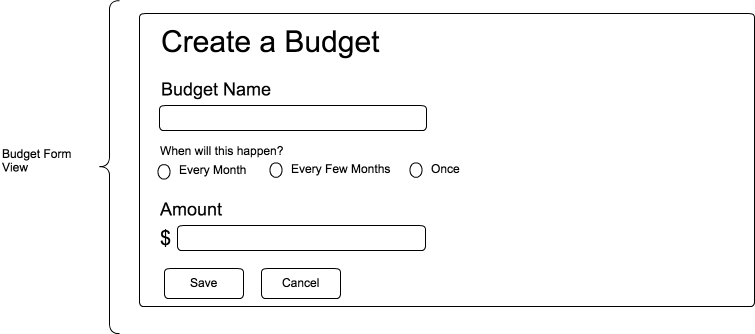 Create a Budget
Budget Name
When will this happen?
Every Month Every Few Months Once
Budget Form
View
Amount
$
Save Cancel